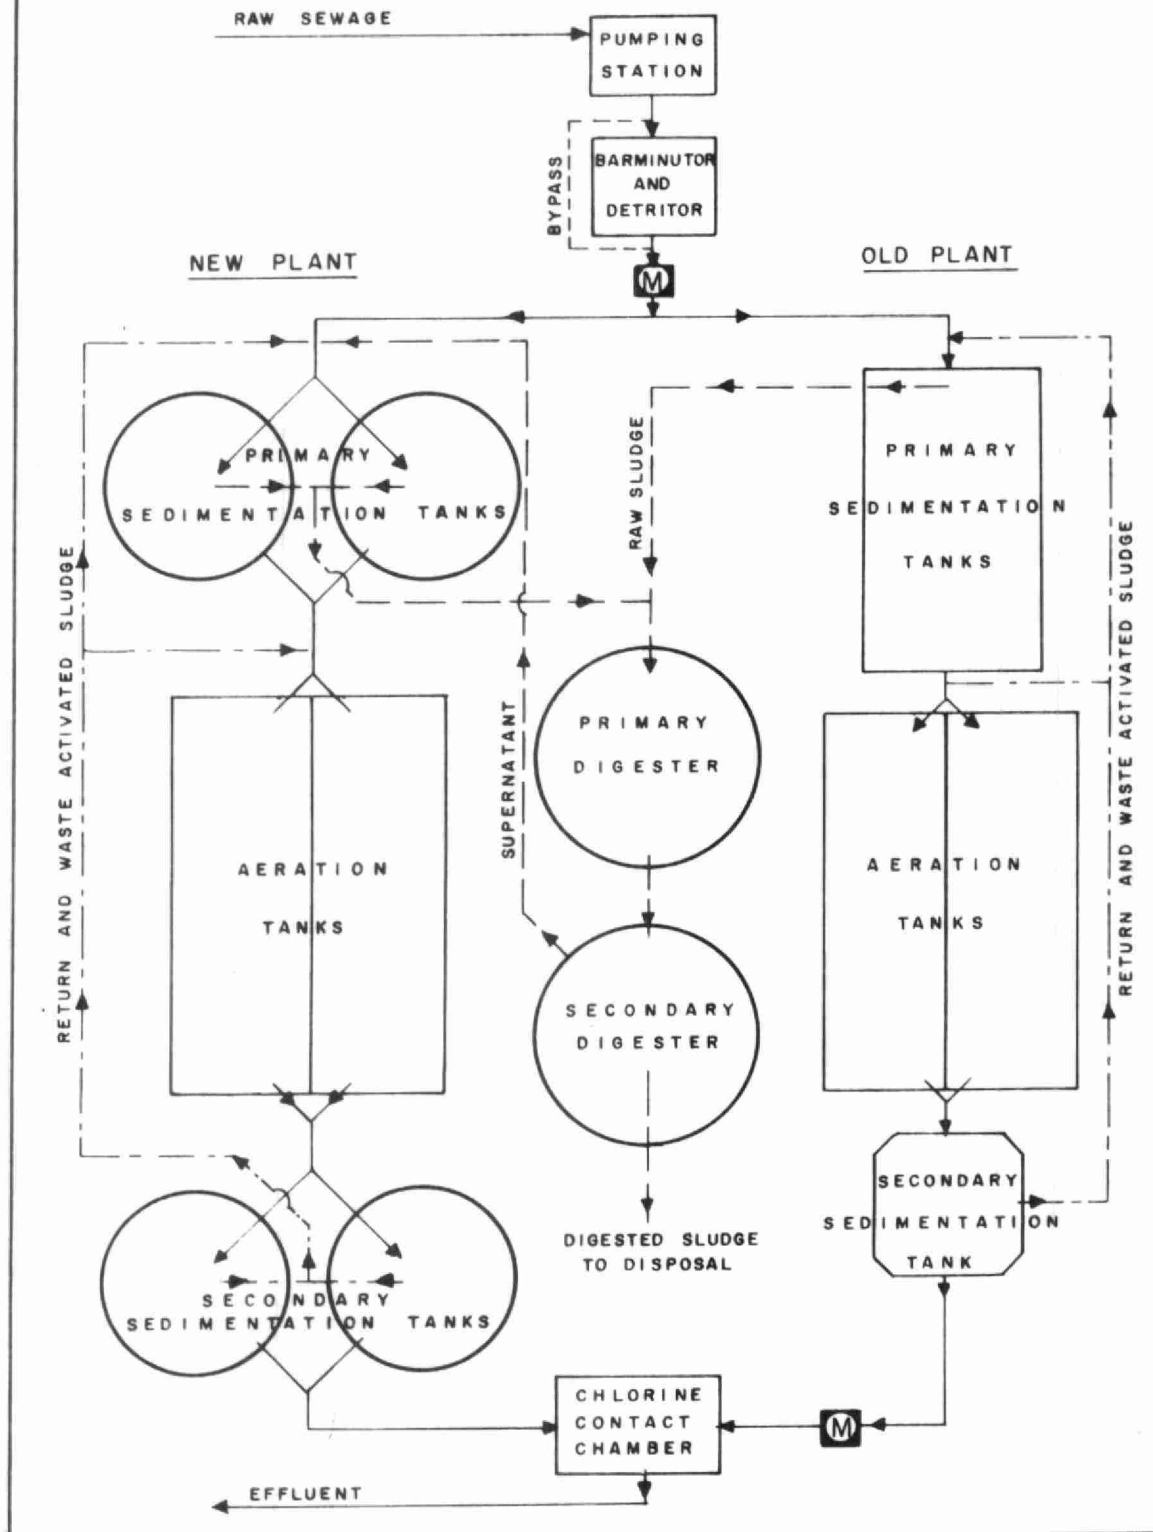 RAW SEWAGE
PUMPING
STATION
BYPASS
BARMINUTOR
AND
DETRITOR
NEW PLANT
OLD PLANT
M
PRIMARY
SEDIMENTATION TANKS
RAW SLUDGE
PRIMARY
SEDIMENTATION
TANKS
RETURN AND WASTE ACTIVATED SLUDGE
RETURN AND WASTE ACTIVATED SLUDGE
SUPERNATANT
PRIMARY
DIGESTER
AERATION
TANKS
AERATION
TANKS
SECONDARY
DIGESTER
SECONDARY
SEDIMENTATION
TANK
DIGESTED SLUDGE
TO DISPOSAL
SECONDARY
SEDIMENTATION TANKS
CHLORINE
CONTACT
CHAMBER
M
EFFLUENT